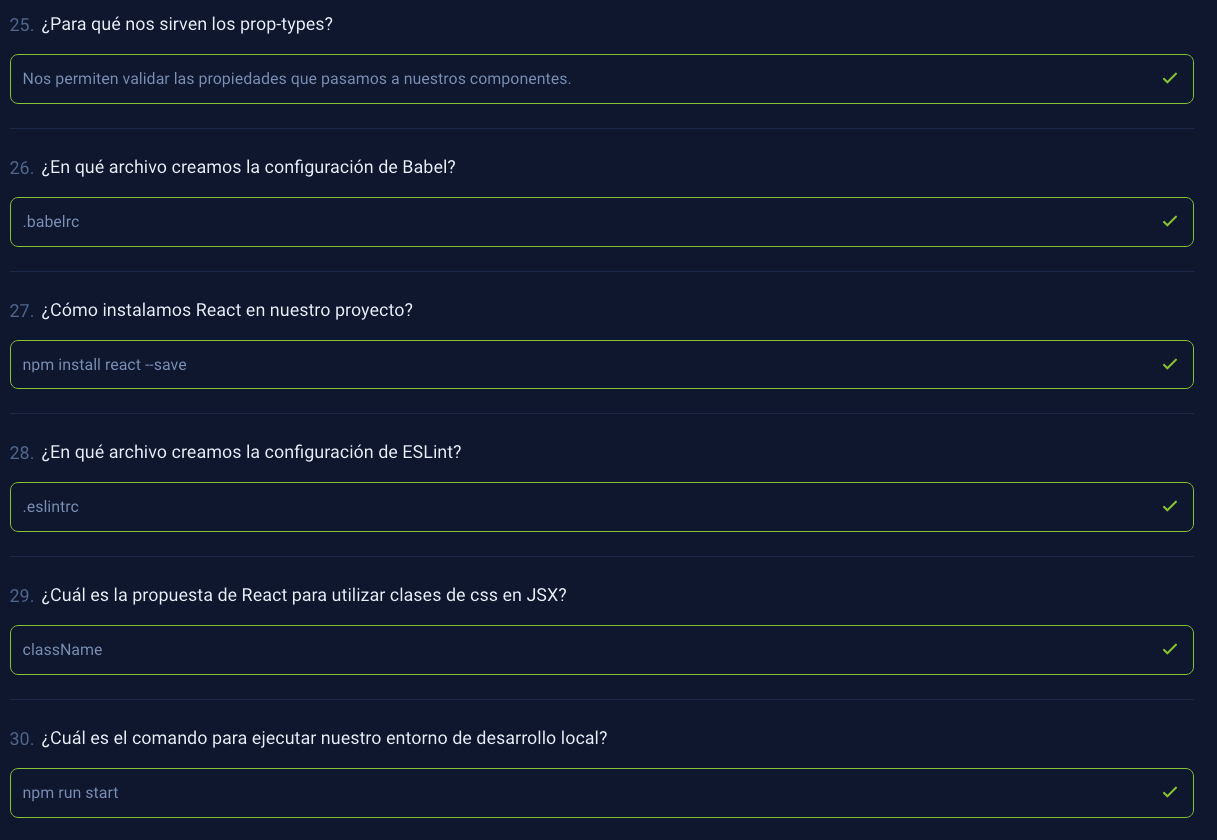 25. ¿Para qué nos sirven los prop-types?
Nos permiten validar las propiedades que pasamos a nuestros componentes.
26. ¿En qué archivo creamos la configuración de Babel?
.babelrc
27. ¿Cómo instalamos React en nuestro proyecto?
npm install react --save
28. ¿En qué archivo creamos la configuración de ESLint?
.eslintrc
29. ¿Cuál es la propuesta de React para utilizar clases de css en JSX?
className
30. ¿Cuál es el comando para ejecutar nuestro entorno de desarrollo local?
npm run start